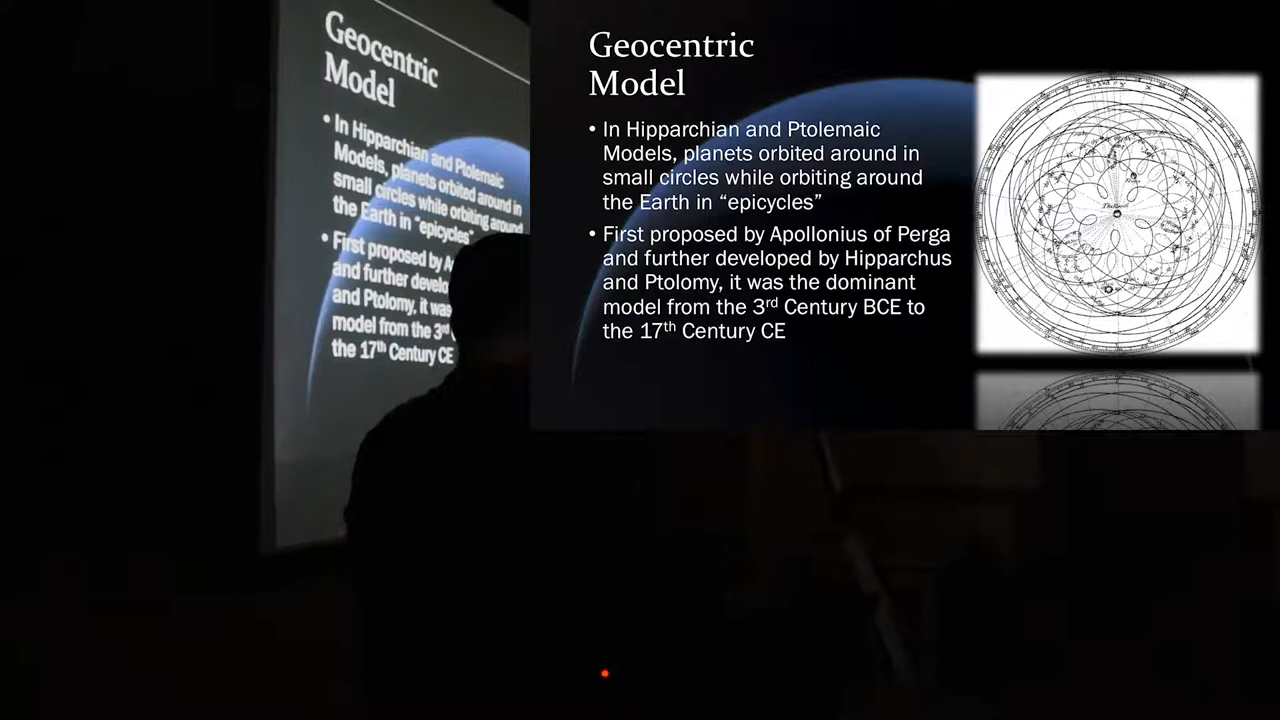 Geocentric
Model
• In Hipparchian and Ptolemaic
Models, planets orbited around in
small circles while orbiting around
the Earth in “epicycles”
• First proposed by A
and further develo
and Ptolomy, it was
model from the 3rd
the 17th Century CE
Geocentric
Model
• In Hipparchian and Ptolemaic
Models, planets orbited around in
small circles while orbiting around
the Earth in “epicycles”
• First proposed by Apollonius of Perga
and further developed by Hipparchus
and Ptolomy, it was the dominant
model from the 3rd Century BCE to
the 17th Century CE